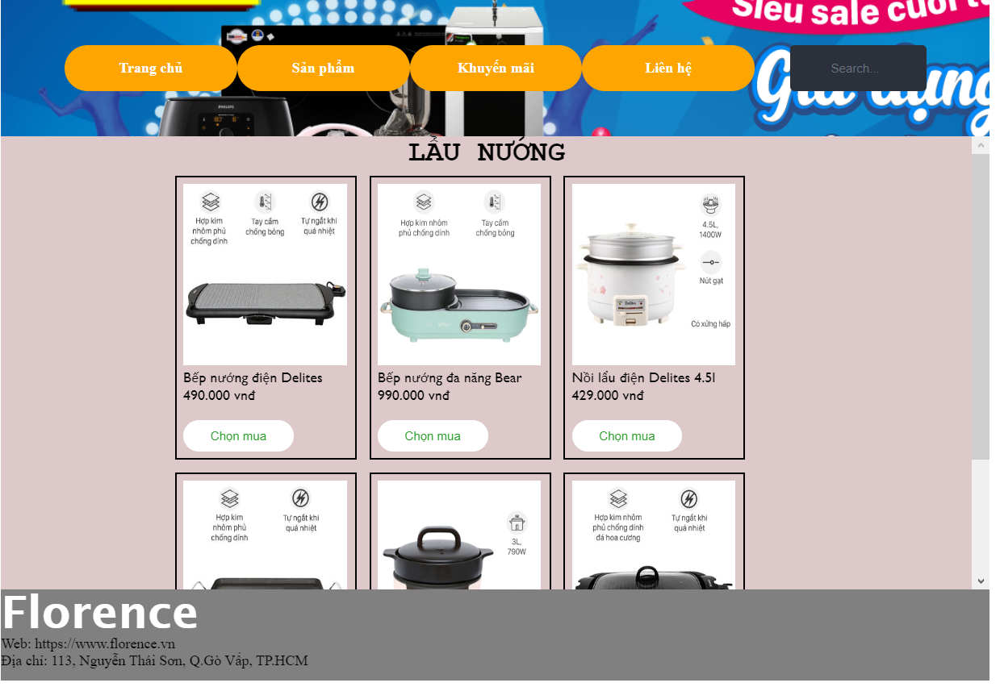 Siêu sale cuối t
Gia dụng
Trang chủ
Sản phẩm
Khuyến mãi
Liên hệ
Search...
PHILIPS
LẨU NƯỚNG
Hợp kim
nhôm phủ
chống dính
Tay cầm
chống bỏng
Tự ngắt khi
quá nhiệt
Bếp nướng điện Delites
490.000 vnđ
Chọn mua
Hợp kim nhôm
phủ chống dính
Tay cầm
chống bỏng
Bếp nướng đa năng Bear
990.000 vnđ
Chọn mua
4.5L,
1400W
Nút gạt
Có xửng hấp
Nồi lẩu điện Delites 4.5l
429.000 vnđ
Chọn mua
Hợp kim
nhôm phủ
chống dính
Tự ngắt khi
quá nhiệt
3L,
790W
Hợp kim nhôm
phủ chống dính
đá hoa cương
Tự ngắt khi
quá nhiệt
Florence
Web: https://www.florence.vn
Địa chỉ: 113, Nguyễn Thái Sơn, Q.Gò Vấp, TP.HCM